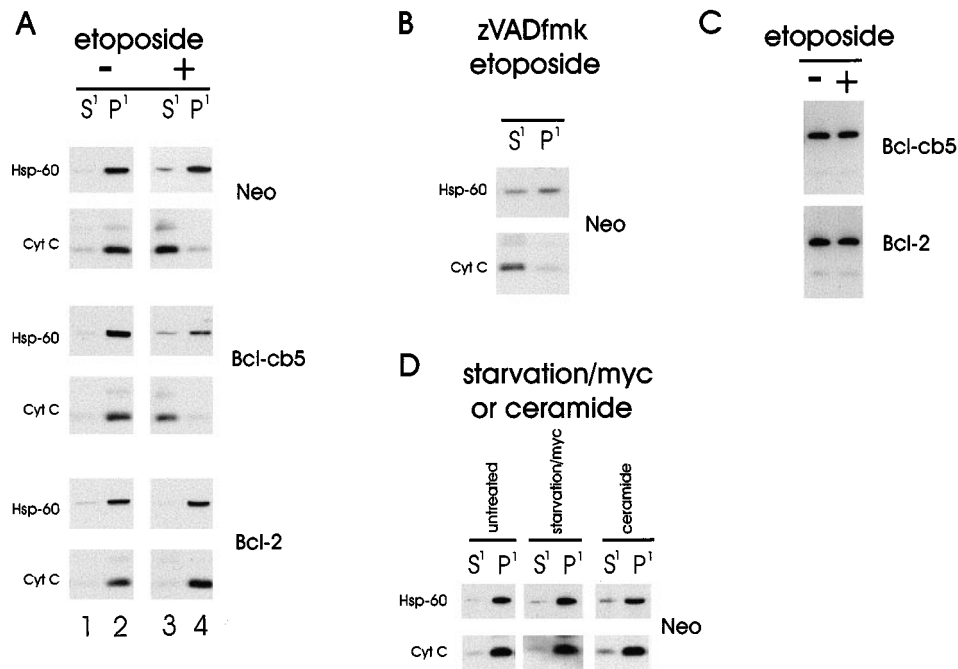 A
etoposide
- +
S¹ P¹ S¹ P¹
Hsp-60
Neo
Cyt C
Hsp-60
Bcl-cb5
Cyt C
Hsp-60
Bcl-2
Cyt C
1 2 3 4
B
zVADfmk
etoposide
S¹ P¹
Hsp-60
Neo
Cyt C
C
etoposide
- +
Bcl-cb5
Bcl-2
D
starvation/myc
or ceramide
untreated
starvation/myc
ceramide
S¹ P¹ S¹ P¹ S¹ P¹
Hsp-60
Neo
Cyt C